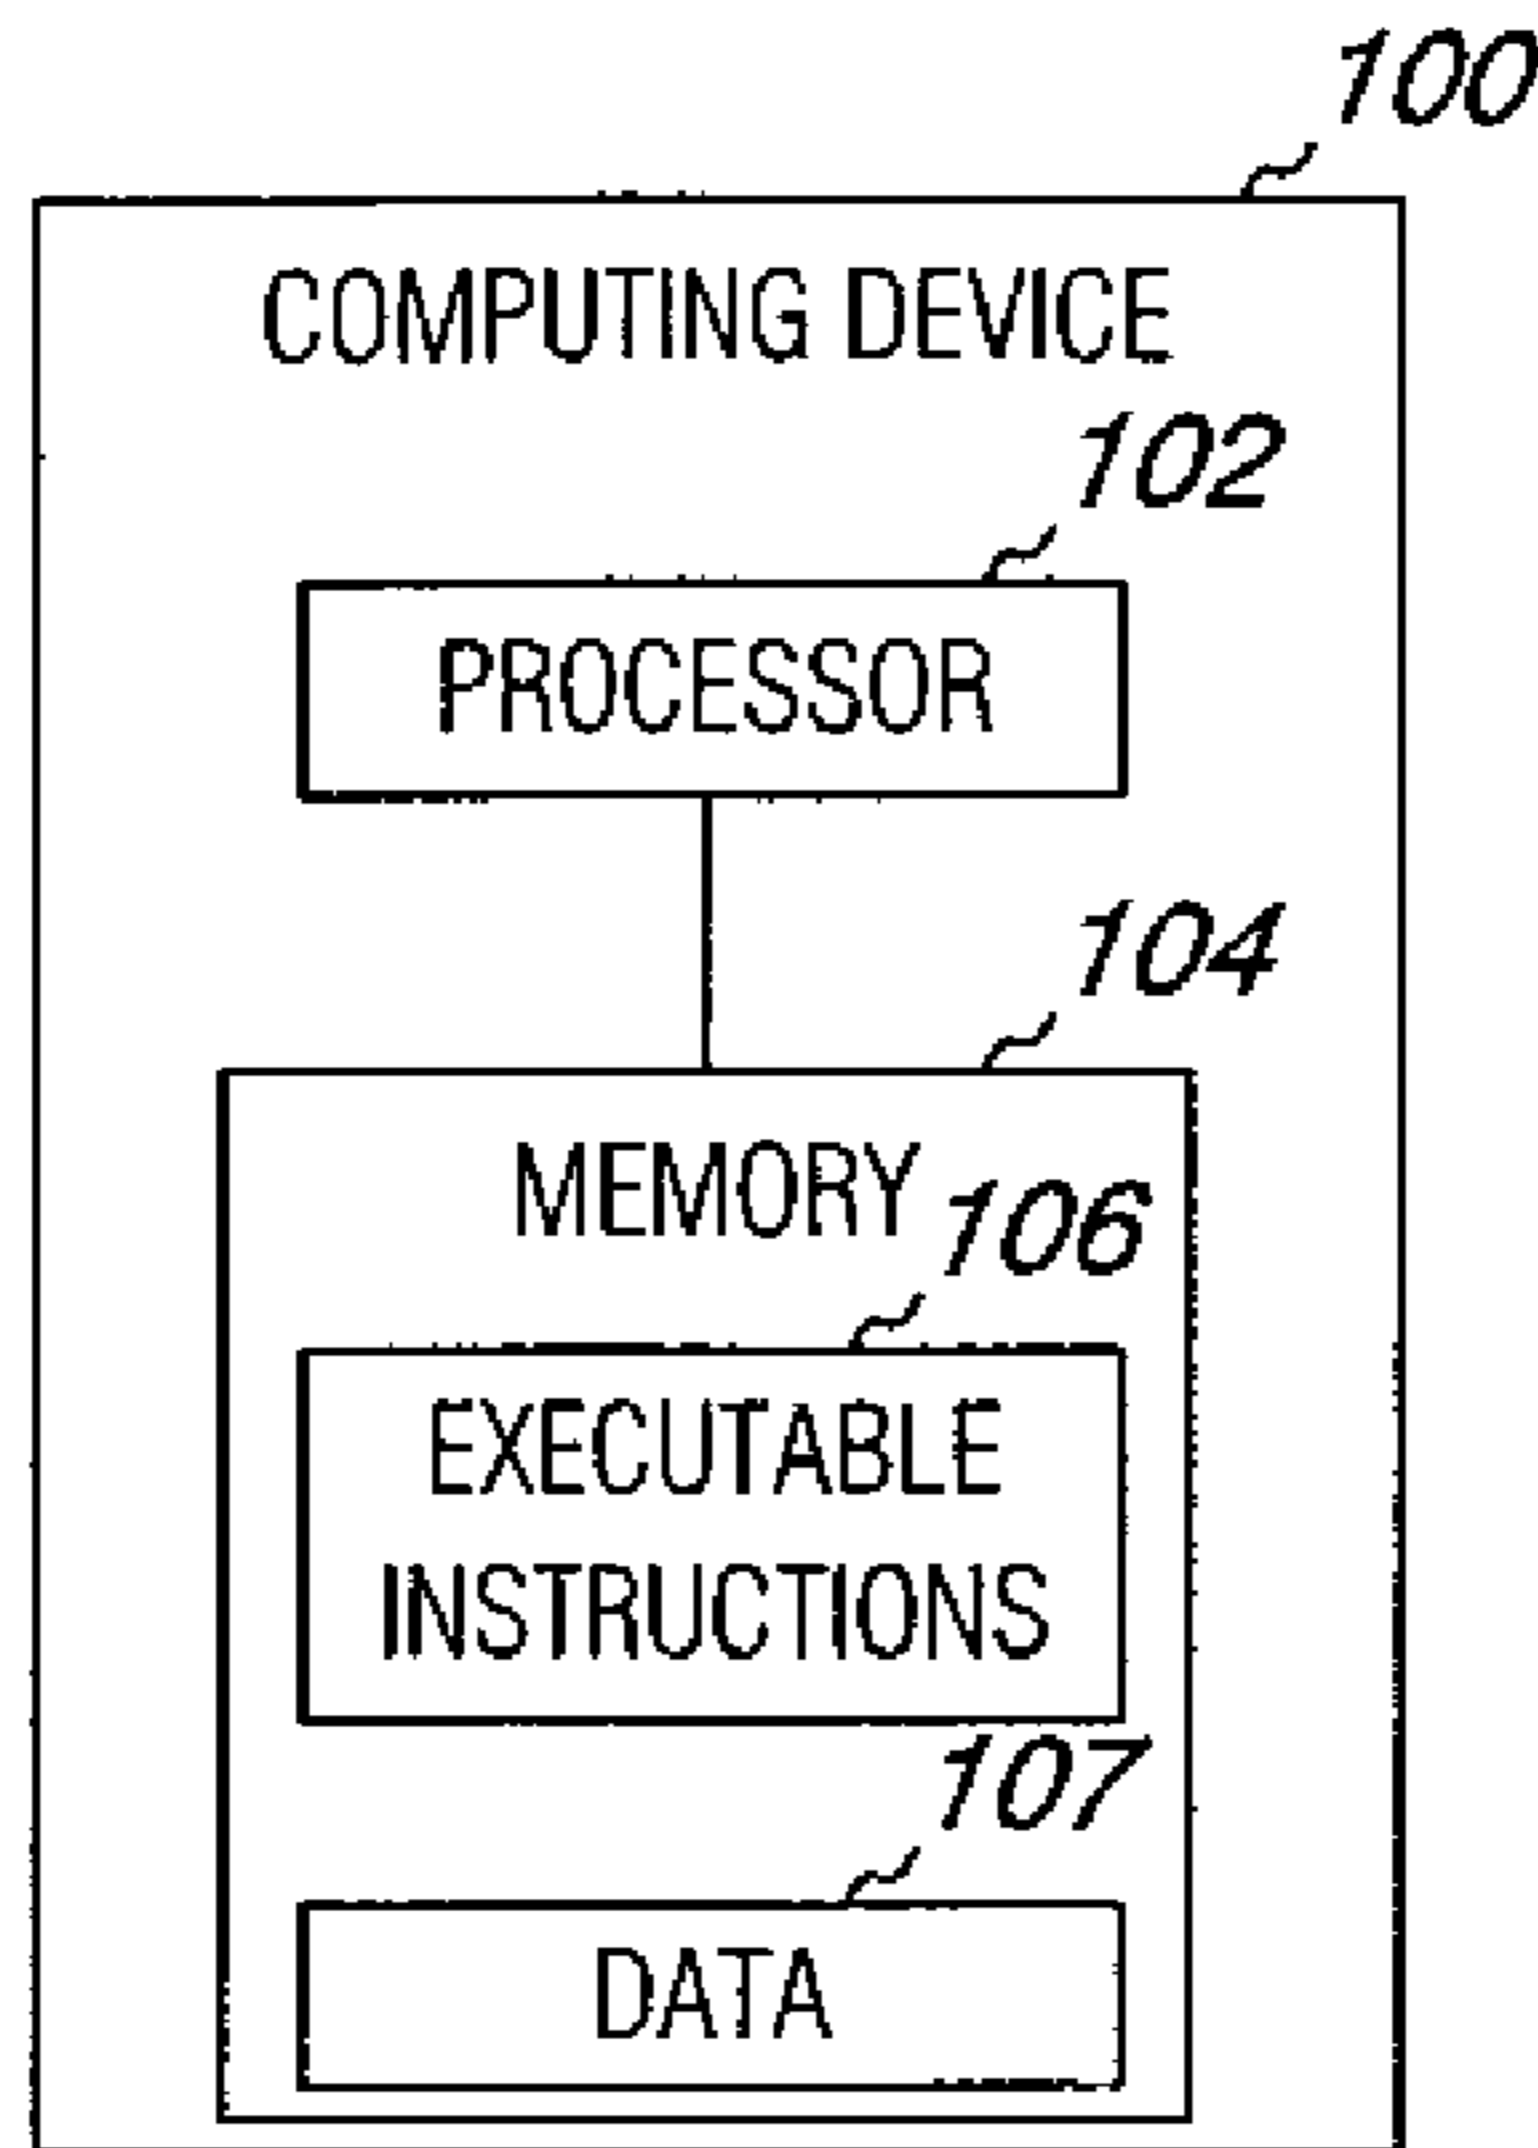 100
COMPUTING DEVICE
102
PROCESSOR
104
MEMORY
106
EXECUTABLE
INSTRUCTIONS
107
DATA